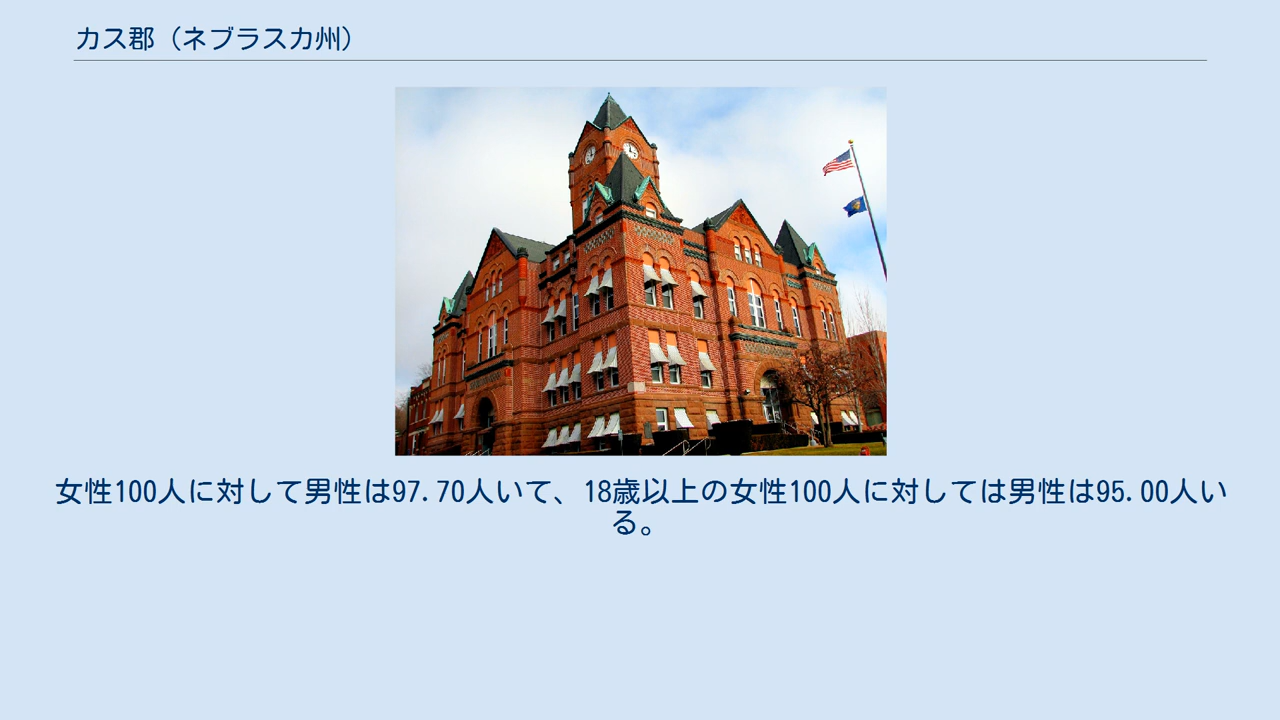 カス郡（ネブラスカ州）
女性100人に対して男性は97.70人いて、18歳以上の女性100人に対しては男性は95.00人い
る。